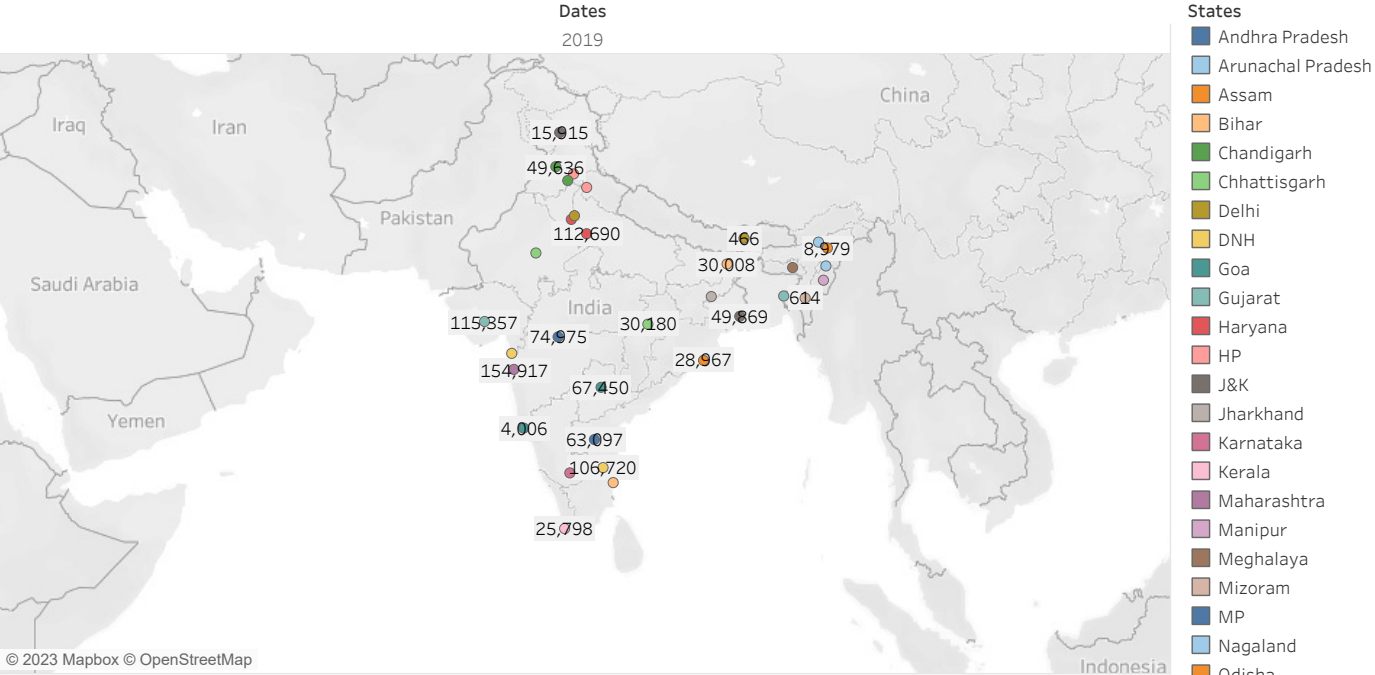 Dates
States
2019
Andhra Pradesh
Arunachal Pradesh
Assam
Bihar
Chandigarh
Chhattisgarh
Delhi
DNH
Goa
Gujarat
Haryana
HP
J&K
Jharkhand
Karnataka
Kerala
Maharashtra
Manipur
Meghalaya
Mizoram
MP
Nagaland
Odisha
China
Iraq
Iran
15,915
49,636
Pakistan
112,690
466
8,979
30,008
Saudi Arabia
India
614
49,869
115,357
74,975
30,180
28,967
154,917
67,450
Yemen
4,006
63,097
106,720
25,798
© 2023 Mapbox © OpenStreetMap
Indonesia